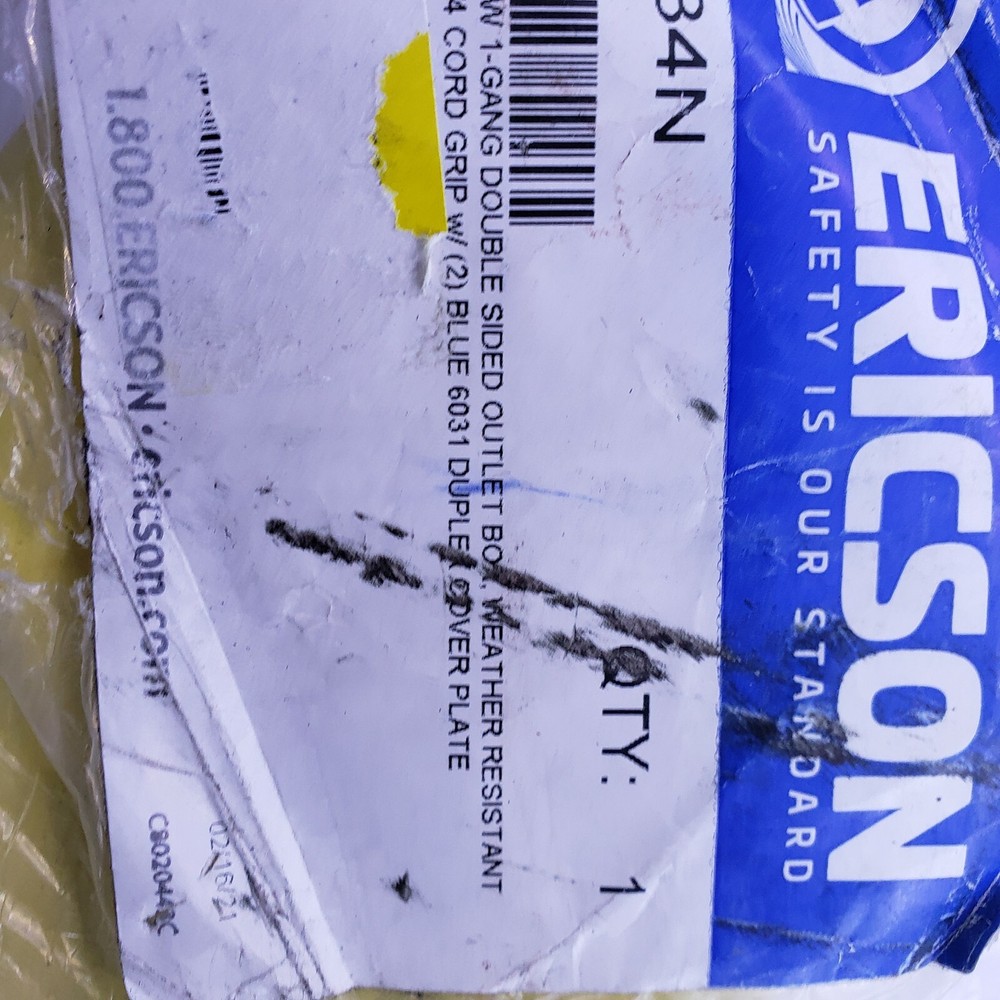 ERICSON
SAFETY IS OUR STANDARD
34N
QTY: 1
W 1-GANG DOUBLE SIDED OUTLET BOX, WEATHER RESISTANT
4 CORD GRIP w/ (2) BLUE 6031 DUPLEX COVER PLATE
02/16/21
1.800.ERICSON / ericson.com